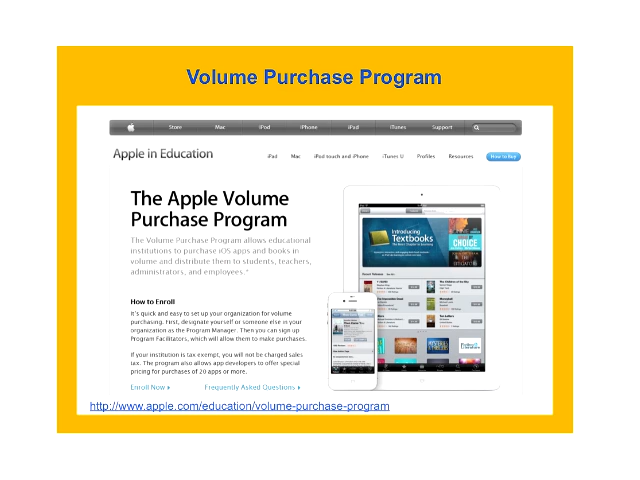 Volume Purchase Program
Store Mac iPod iPhone iPad iTunes Support
Apple in Education
iPad Mac iPod touch and iPhone iTunes U Profiles Resources How to Buy
The Apple Volume
Purchase Program
The Volume Purchase Program allows educational
institutions to purchase iOS apps and books in
volume and distribute them to students, teachers,
administrators, and employees.*
Introducing
Textbooks
CHOICE
How to Enroll
It's quick and easy to set up your organization for volume
purchasing. First, designate yourself or someone else in your
organization as the Program Manager. Then you can sign up
Program Facilitators, which will allow them to make purchases.
If your institution is tax exempt, you will not be charged sales
tax. The program also allows app developers to offer special
pricing for purchases of 20 apps or more.
Enroll Now Frequently Asked Questions
http://www.apple.com/education/volume-purchase-program